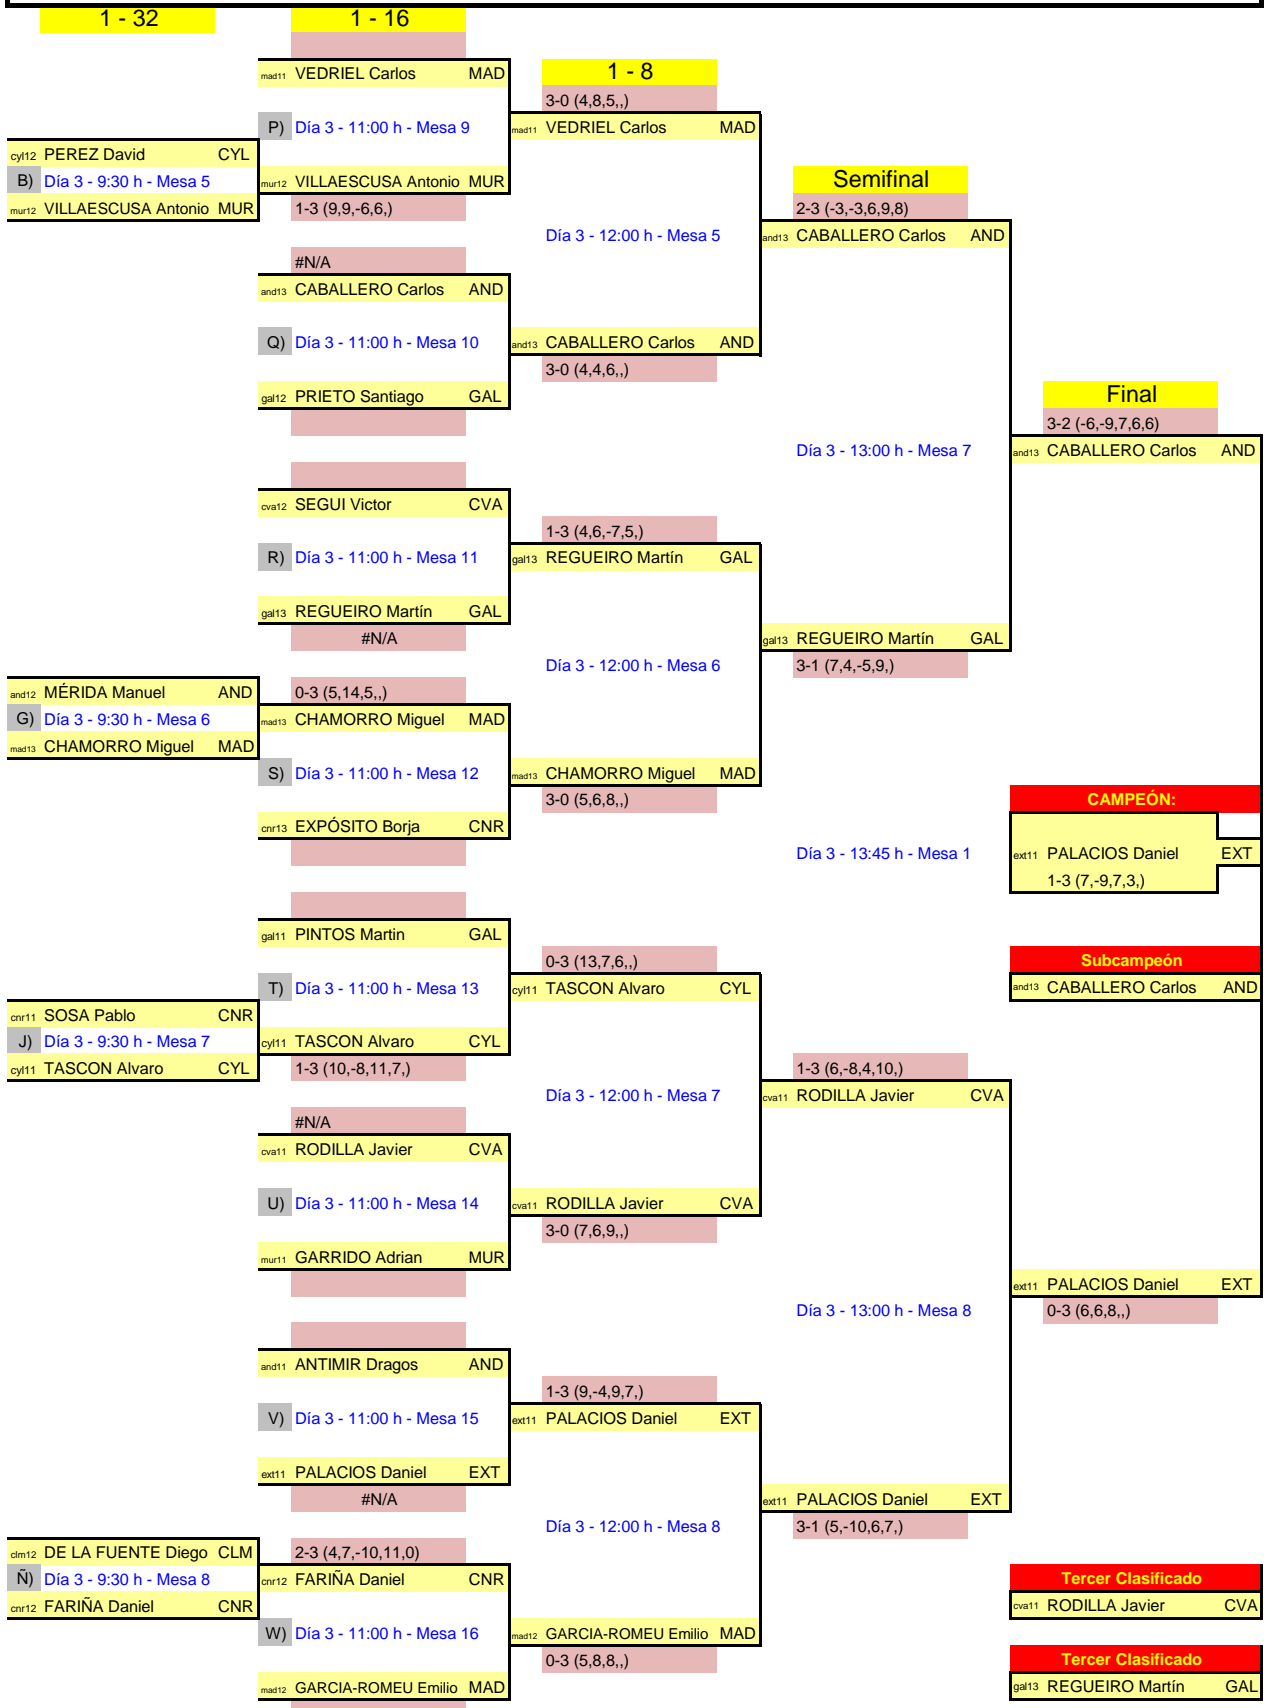 1 - 32
1 - 16
mad11 VEDRIEL Carlos MAD
1 - 8
3-0 (4,8,5,,)
P) Día 3 - 11:00 h - Mesa 9
mad11 VEDRIEL Carlos MAD
cyl12 PEREZ David CYL
B) Día 3 - 9:30 h - Mesa 5
mur12 VILLAESCUSA Antonio MUR
Semifinal
mur12 VILLAESCUSA Antonio MUR
1-3 (9,9,-6,6,)
2-3 (-3,-3,6,9,8)
Día 3 - 12:00 h - Mesa 5
and13 CABALLERO Carlos AND
#N/A
and13 CABALLERO Carlos AND
Q) Día 3 - 11:00 h - Mesa 10
and13 CABALLERO Carlos AND
3-0 (4,4,6,,)
gal12 PRIETO Santiago GAL
Final
3-2 (-6,-9,7,6,6)
Día 3 - 13:00 h - Mesa 7
and13 CABALLERO Carlos AND
cva12 SEGUI Victor CVA
1-3 (4,6,-7,5,)
R) Día 3 - 11:00 h - Mesa 11
gal13 REGUEIRO Martín GAL
gal13 REGUEIRO Martín GAL
#N/A
gal13 REGUEIRO Martín GAL
Día 3 - 12:00 h - Mesa 6
3-1 (7,4,-5,9,)
and12 MÉRIDA Manuel AND
0-3 (5,14,5,,)
G) Día 3 - 9:30 h - Mesa 6
mad13 CHAMORRO Miguel MAD
mad13 CHAMORRO Miguel MAD
S) Día 3 - 11:00 h - Mesa 12
mad13 CHAMORRO Miguel MAD
3-0 (5,6,8,,)
CAMPEÓN:
cnr13 EXPÓSITO Borja CNR
Día 3 - 13:45 h - Mesa 1
ext11 PALACIOS Daniel EXT
1-3 (7,-9,7,3,)
gal11 PINTOS Martin GAL
0-3 (13,7,6,,)
Subcampeón
T) Día 3 - 11:00 h - Mesa 13
cyl11 TASCON Alvaro CYL
and13 CABALLERO Carlos AND
cnr11 SOSA Pablo CNR
J) Día 3 - 9:30 h - Mesa 7
cyl11 TASCON Alvaro CYL
cyl11 TASCON Alvaro CYL
1-3 (10,-8,11,7,)
1-3 (6,-8,4,10,)
Día 3 - 12:00 h - Mesa 7
cva11 RODILLA Javier CVA
#N/A
cva11 RODILLA Javier CVA
U) Día 3 - 11:00 h - Mesa 14
cva11 RODILLA Javier CVA
3-0 (7,6,9,,)
mur11 GARRIDO Adrian MUR
ext11 PALACIOS Daniel EXT
Día 3 - 13:00 h - Mesa 8
0-3 (6,6,8,,)
and11 ANTIMIR Dragos AND
1-3 (9,-4,9,7,)
V) Día 3 - 11:00 h - Mesa 15
ext11 PALACIOS Daniel EXT
ext11 PALACIOS Daniel EXT
#N/A
ext11 PALACIOS Daniel EXT
Día 3 - 12:00 h - Mesa 8
3-1 (5,-10,6,7,)
clm12 DE LA FUENTE Diego CLM
2-3 (4,7,-10,11,0)
Ñ) Día 3 - 9:30 h - Mesa 8
cnr12 FARIÑA Daniel CNR
Tercer Clasificado
cnr12 FARIÑA Daniel CNR
cva11 RODILLA Javier CVA
W) Día 3 - 11:00 h - Mesa 16
mad12 GARCIA-ROMEU Emilio MAD
0-3 (5,8,8,,)
Tercer Clasificado
mad12 GARCIA-ROMEU Emilio MAD
gal13 REGUEIRO Martín GAL